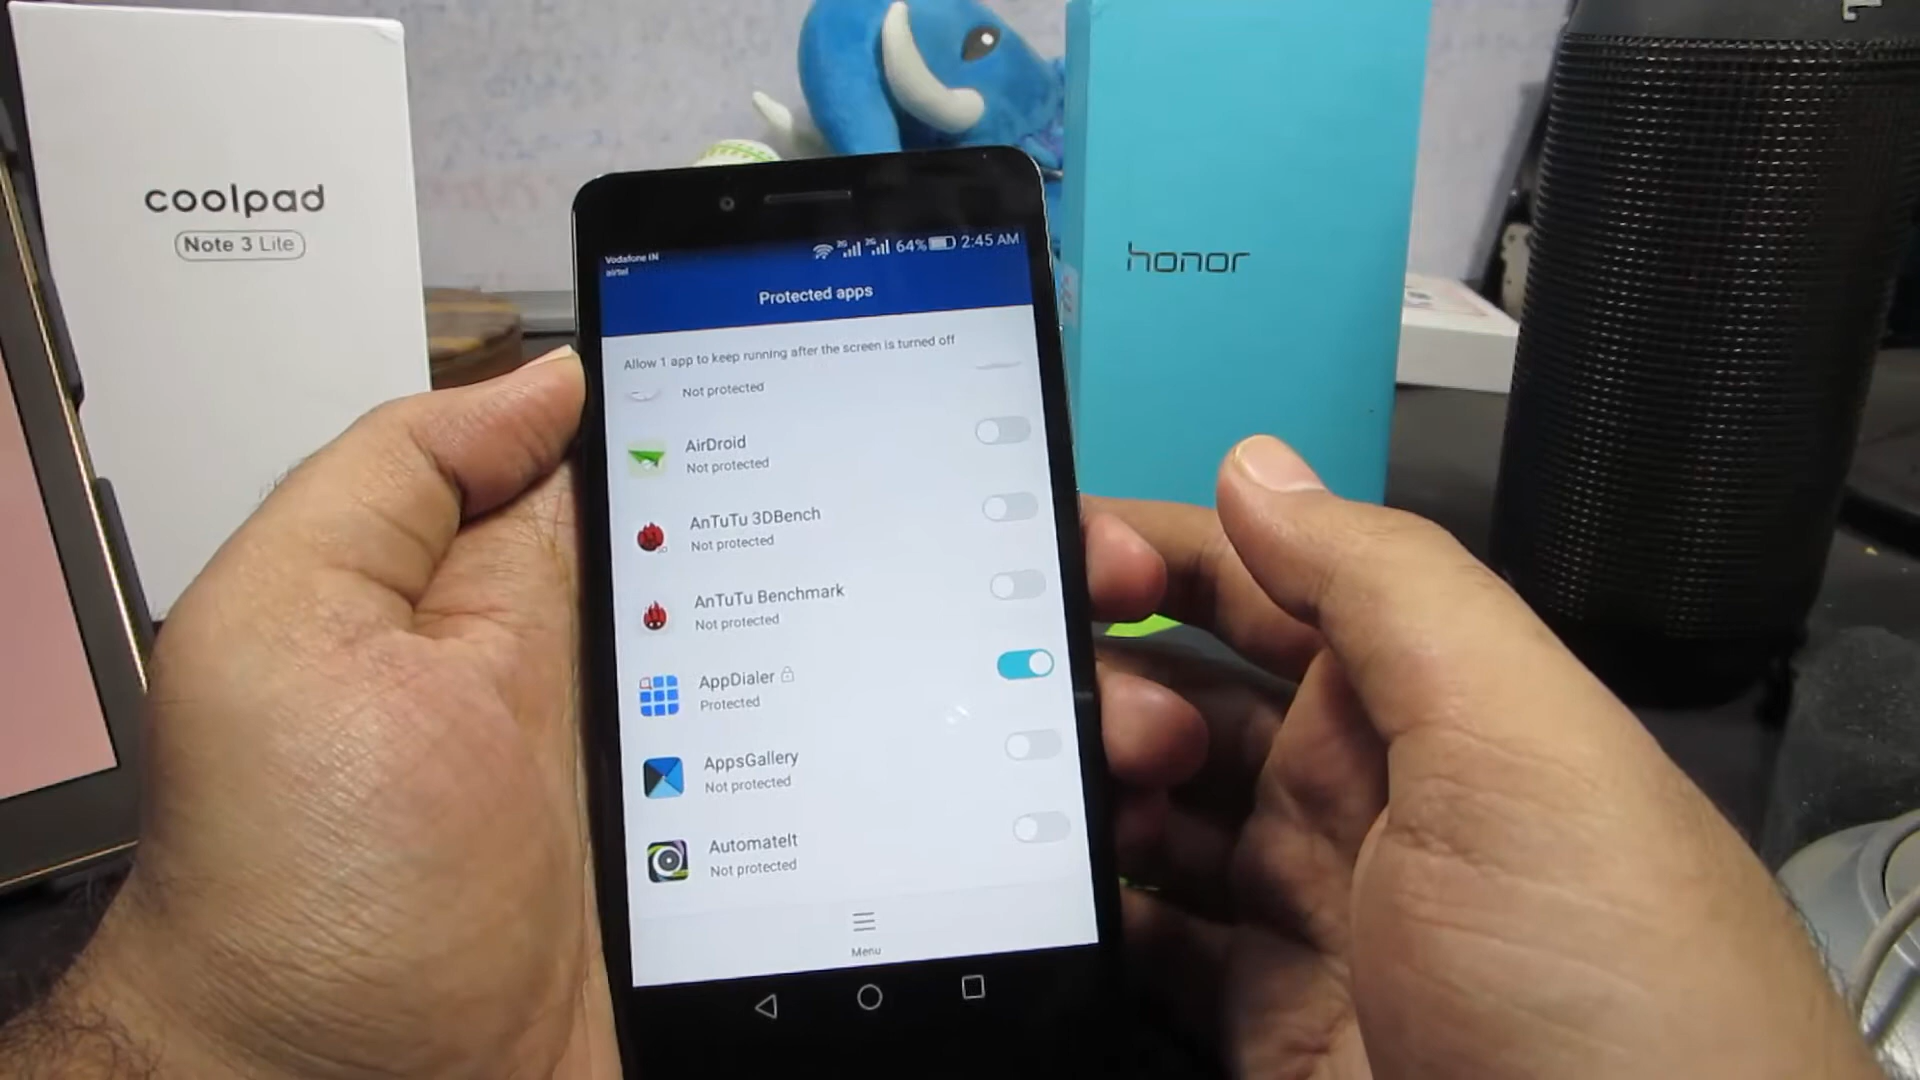 coolpad
Note 3 Lite
honor
Vodafone IN
airtel
2G 2G 64% 2:45 AM
Protected apps
Allow 1 app to keep running after the screen is turned off
Not protected
AirDroid
Not protected
AnTuTu 3DBench
Not protected
AnTuTu Benchmark
Not protected
AppDialer
Protected
AppsGallery
Not protected
AutomateIt
Not protected
Menu